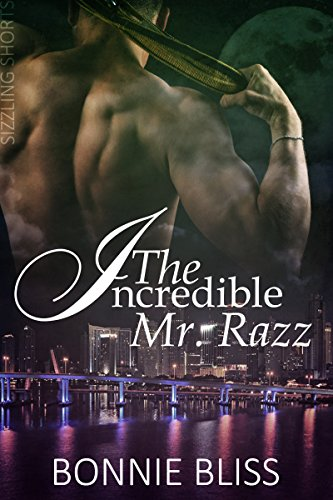 SIZZLING SHORTS
The
Incredible
Mr. Razz
BONNIE BLISS